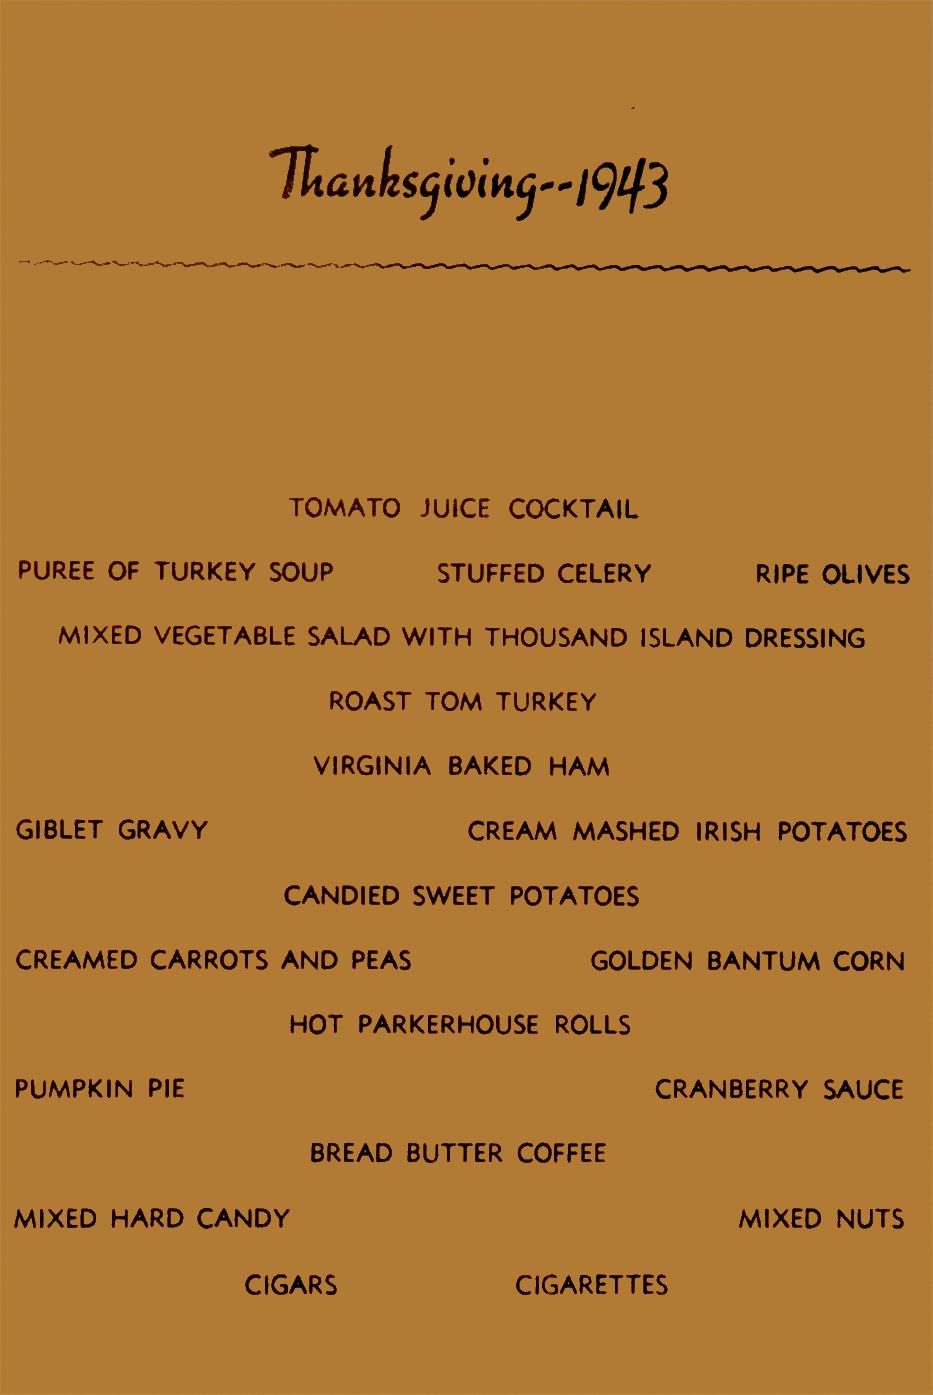 Thanksgiving--1943
TOMATO JUICE COCKTAIL
PUREE OF TURKEY SOUP STUFFED CELERY RIPE OLIVES
MIXED VEGETABLE SALAD WITH THOUSAND ISLAND DRESSING
ROAST TOM TURKEY
VIRGINIA BAKED HAM
GIBLET GRAVY CREAM MASHED IRISH POTATOES
CANDIED SWEET POTATOES
CREAMED CARROTS AND PEAS GOLDEN BANTUM CORN
HOT PARKERHOUSE ROLLS
PUMPKIN PIE CRANBERRY SAUCE
BREAD BUTTER COFFEE
MIXED HARD CANDY MIXED NUTS
CIGARS CIGARETTES